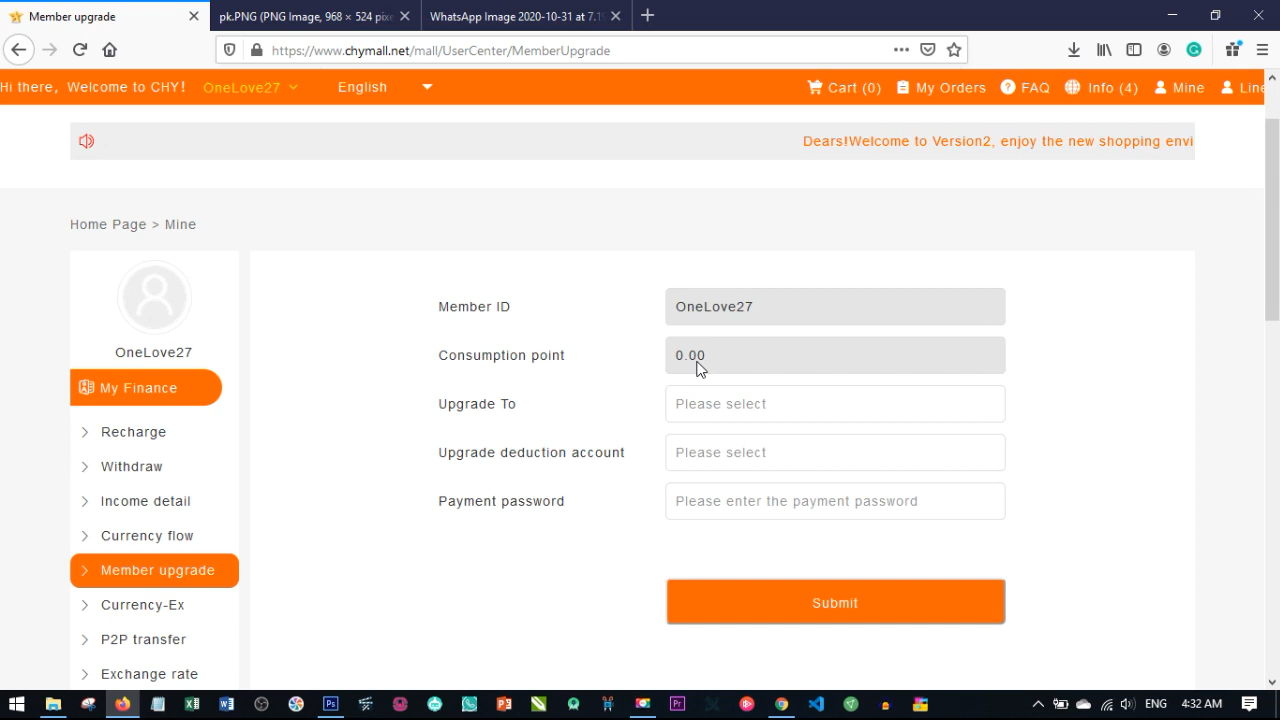 Member upgrade
pk.PNG (PNG Image, 968 × 524 pixe
WhatsApp Image 2020-10-31 at 7.1
https://www.chymall.net/mall/UserCenter/MemberUpgrade
Hi there, Welcome to CHY! OneLove27 English Cart (0) My Orders FAQ Info (4) Mine Line
Dears!Welcome to Version2, enjoy the new shopping envi
Home Page > Mine
OneLove27
My Finance
Recharge
Withdraw
Income detail
Currency flow
Member upgrade
Currency-Ex
P2P transfer
Exchange rate
Member ID OneLove27
Consumption point 0.00
Upgrade To Please select
Upgrade deduction account Please select
Payment password Please enter the payment password
Submit
ENG 4:32 AM